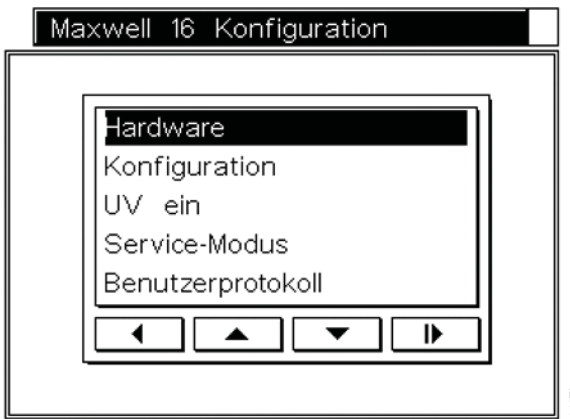 Maxwell 16 Konfiguration
Hardware
Konfiguration
UV ein
Service-Modus
Benutzerprotokoll